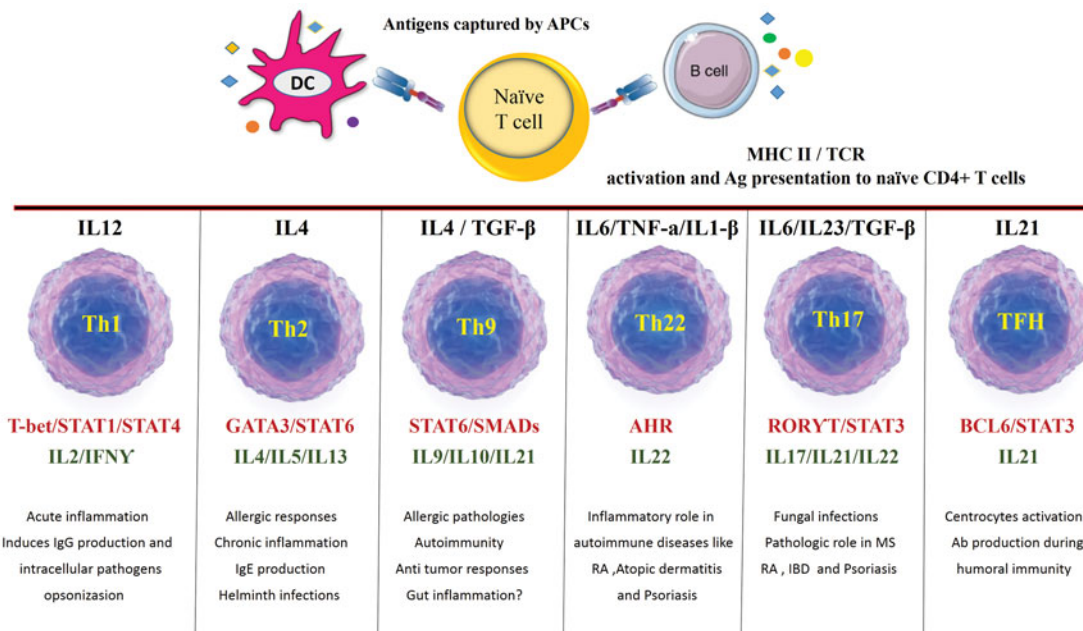 Antigens captured by APCs
DC
Naïve
T cell
B cell
MHC II / TCR
activation and Ag presentation to naïve CD4+ T cells
IL12
Th1
T-bet/STAT1/STAT4
IL2/IFNY
Acute inflammation
Induces IgG production and
intracellular pathogens
opsonizasion
IL4
Th2
GATA3/STAT6
IL4/IL5/IL13
Allergic responses
Chronic inflammation
IgE production
Helminth infections
IL4 / TGF-β
Th9
STAT6/SMADs
IL9/IL10/IL21
Allergic pathologies
Autoimmunity
Anti tumor responses
Gut inflammation?
IL6/TNF-a/IL1-β
Th22
AHR
IL22
Inflammatory role in
autoimmune diseases like
RA ,Atopic dermatitis
and Psoriasis
IL6/IL23/TGF-β
Th17
RORYT/STAT3
IL17/IL21/IL22
Fungal infections
Pathologic role in MS
RA , IBD and Psoriasis
IL21
TFH
BCL6/STAT3
IL21
Centrocytes activation
Ab production during
humoral immunity